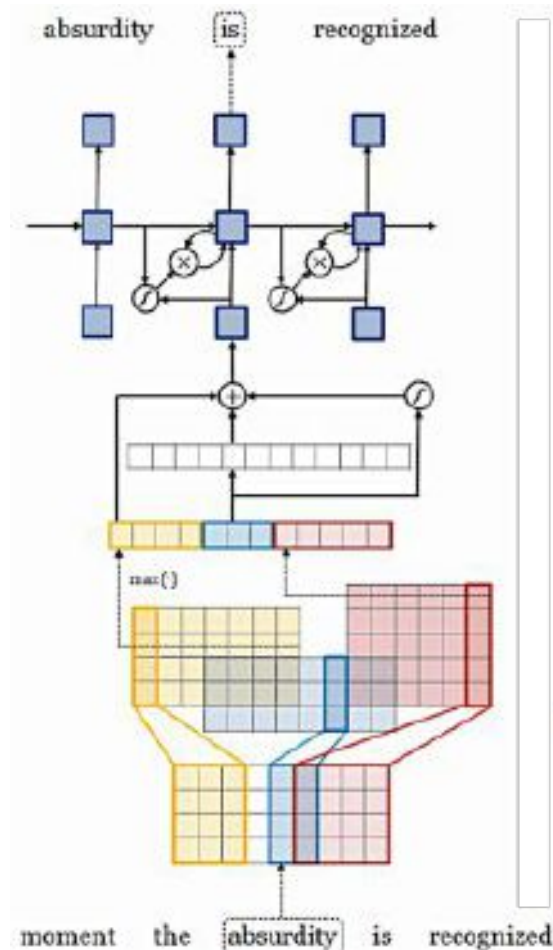 absurdity is recognized
×
×
∫
∫
+
∫
max(·)
moment the absurdity is recognized